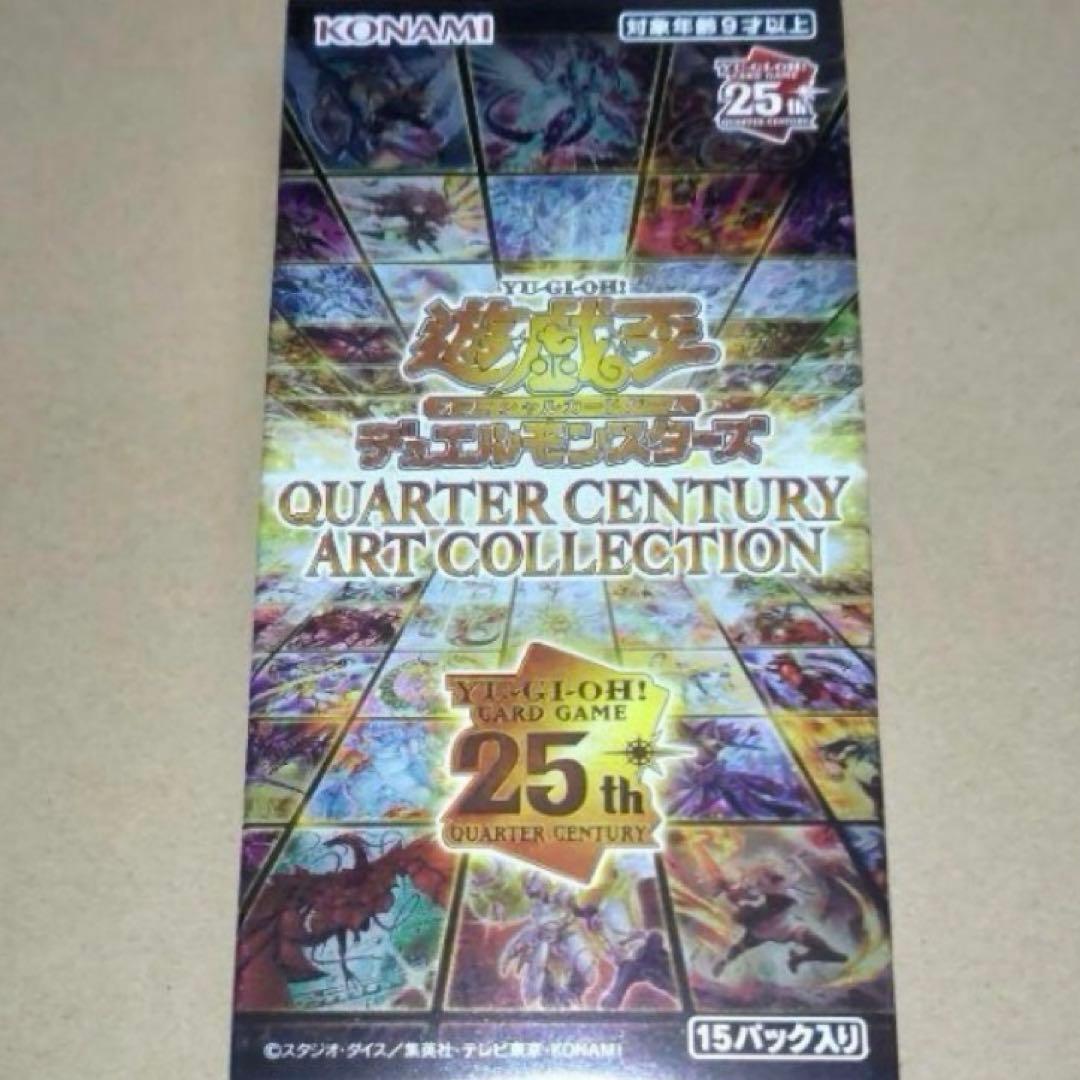 KONAMI
対象年齢9才以上
YU-GI-OH!
CARD GAME
25th
QUARTER CENTURY
YU-GI-OH!
遊戯王
オフィシャルカードゲーム
デュエルモンスターズ
QUARTER CENTURY
ART COLLECTION
YU-GI-OH!
CARD GAME
25th
QUARTER CENTURY
©スタジオ・ダイス/集英社・テレビ東京・KONAMI
15パック入り